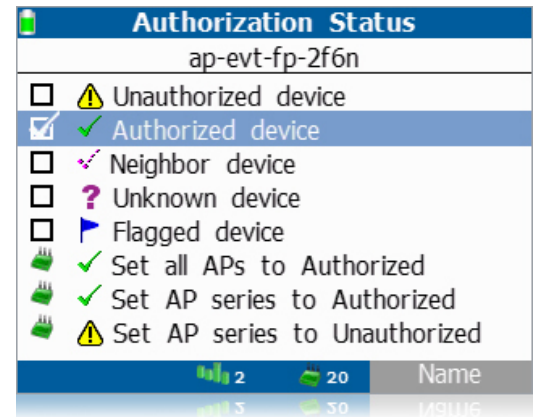 Authorization Status
ap-evt-fp-2f6n
Unauthorized device
Authorized device
Neighbor device
? Unknown device
Flagged device
Set all APs to Authorized
Set AP series to Authorized
Set AP series to Unauthorized
2 20 Name